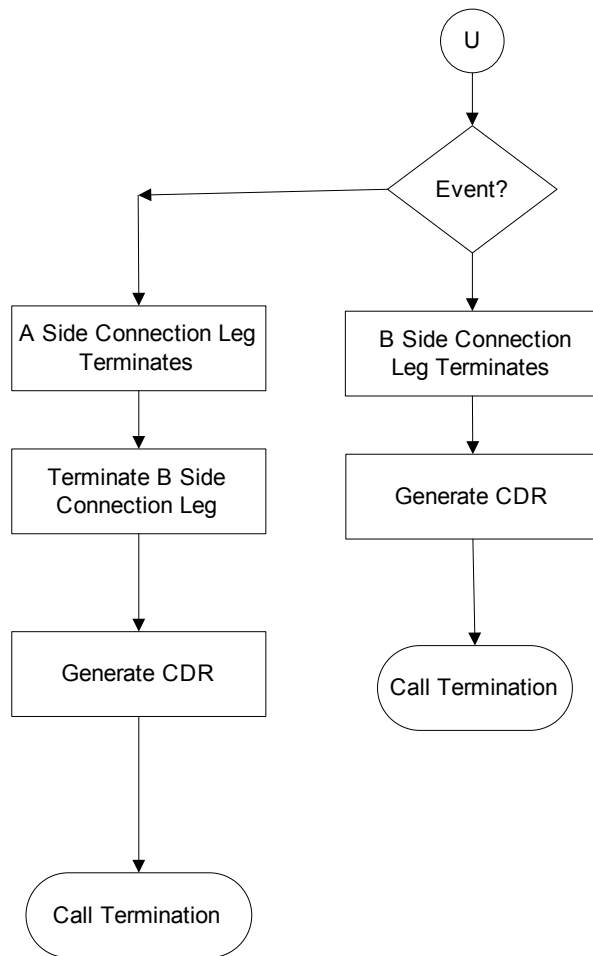 U
Event?
A Side Connection Leg
Terminates
B Side Connection
Leg Terminates
Terminate B Side
Connection Leg
Generate CDR
Generate CDR
Call Termination
Call Termination